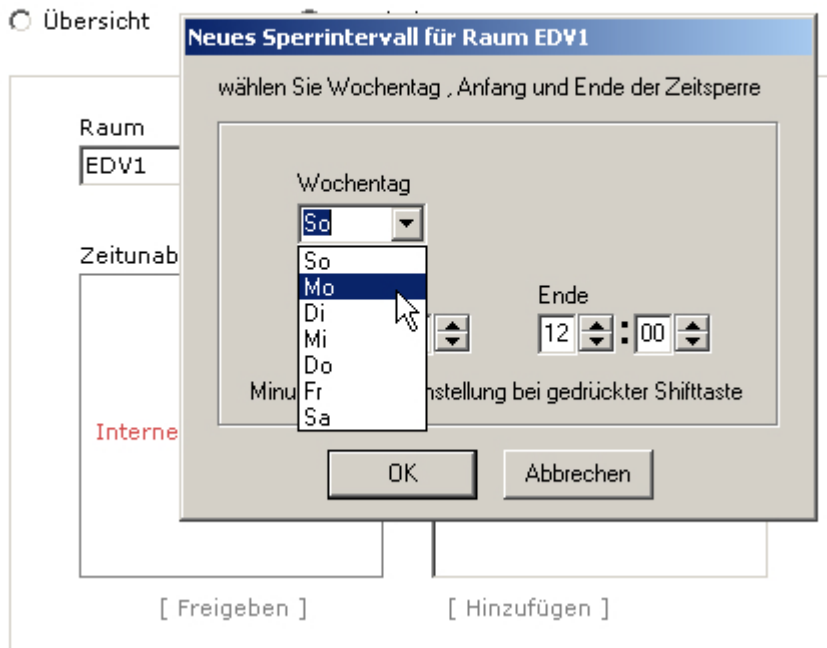 Übersicht
Neues Sperrintervall für Raum EDV1
wählen Sie Wochentag , Anfang und Ende der Zeitsperre
Raum
EDV1
Wochentag
So
Zeitunab
So
Mo
Di
Mi
Do
Fr
Sa
Ende
12 : 00
Minu nstellung bei gedrückter Shifttaste
Interne
OK Abbrechen
[ Freigeben ] [ Hinzufügen ]